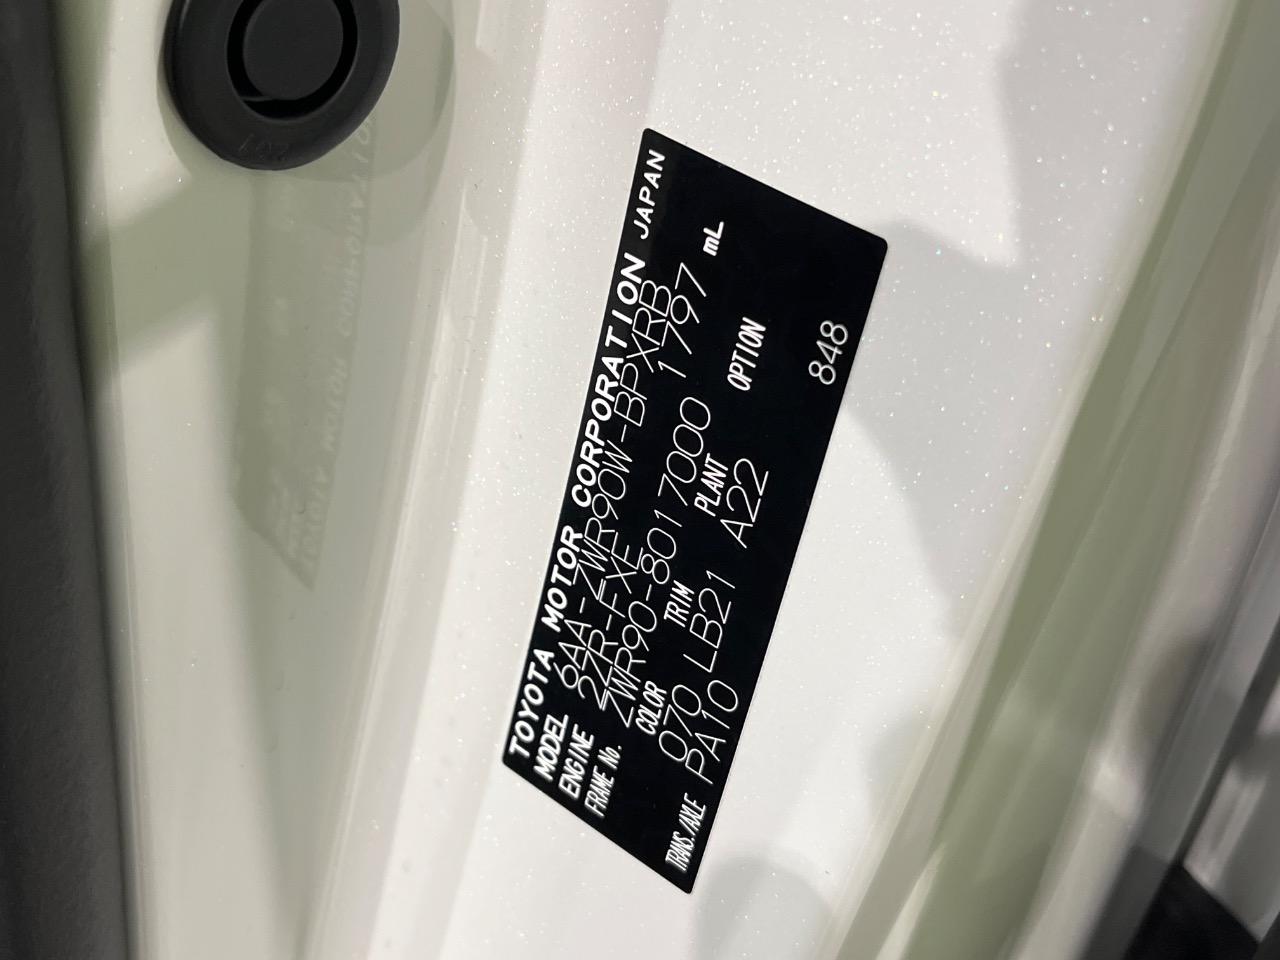 TOYOTA MOTOR CORPORATION JAPAN
MODEL 6AA-ZWR90W-BPXRB
ENGINE 2ZR-FXE 1797 mL
FRAME No. ZWR90-8017000
COLOR TRIM PLANT OPTION
070 LB21 A22
TRANS./AXLE PA10 848